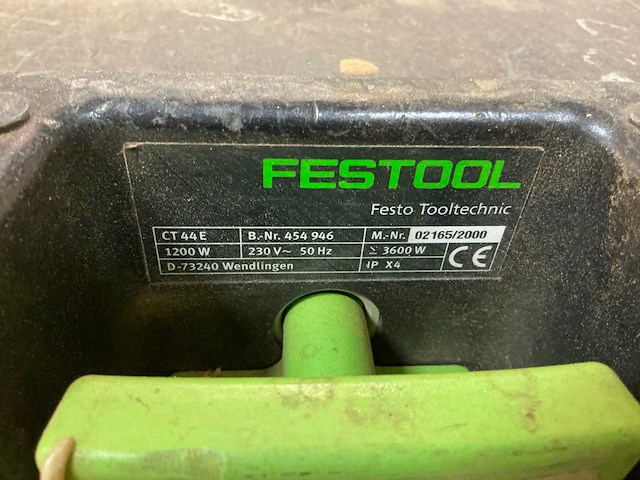 FESTOOL
Festo Tooltechnic
CT 44 E B.-Nr. 454 946 M.-Nr. 02165/2000
1200 W 230 V~ 50 Hz ≥ 3600 W
D-73240 Wendlingen IP X4 CE